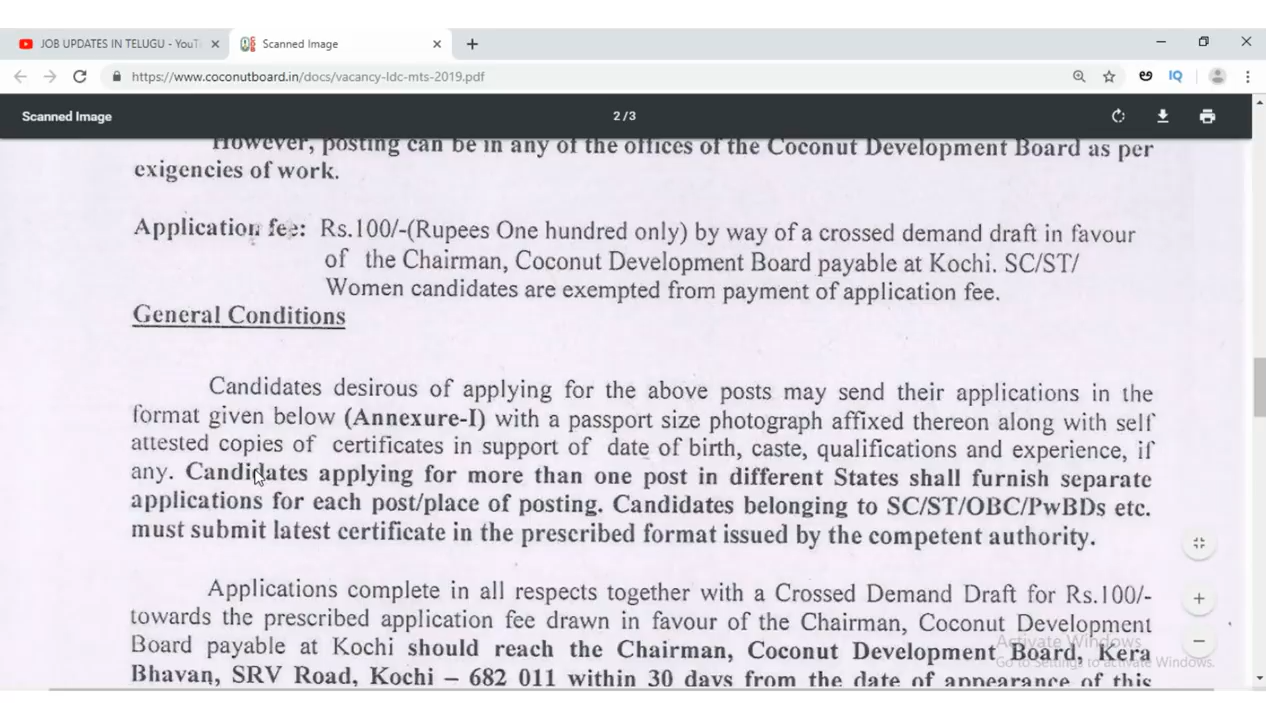 JOB UPDATES IN TELUGU - YouT
Scanned Image
https://www.coconutboard.in/docs/vacancy-ldc-mts-2019.pdf
IQ
Scanned Image
2 / 3
However, posting can be in any of the offices of the Coconut Development Board as per
exigencies of work.
Application fee: Rs.100/-(Rupees One hundred only) by way of a crossed demand draft in favour
of the Chairman, Coconut Development Board payable at Kochi. SC/ST/
Women candidates are exempted from payment of application fee.
General Conditions
Candidates desirous of applying for the above posts may send their applications in the
format given below (Annexure-I) with a passport size photograph affixed thereon along with self
attested copies of certificates in support of date of birth, caste, qualifications and experience, if
any. Candidates applying for more than one post in different States shall furnish separate
applications for each post/place of posting. Candidates belonging to SC/ST/OBC/PwBDs etc.
must submit latest certificate in the prescribed format issued by the competent authority.
Applications complete in all respects together with a Crossed Demand Draft for Rs.100/-
towards the prescribed application fee drawn in favour of the Chairman, Coconut Development
Board payable at Kochi should reach the Chairman, Coconut Development Board, Kera
Bhavan, SRV Road, Kochi – 682 011 within 30 days from the date of appearance of this
Activate Windows
Go to Settings to activate Windows.